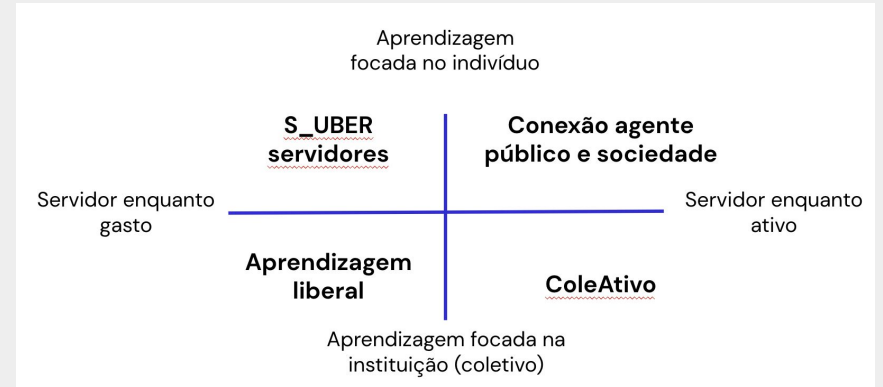 Aprendizagem
focada no indivíduo
S_UBER
servidores
Conexão agente
público e sociedade
Servidor enquanto
gasto
Servidor enquanto
ativo
Aprendizagem
liberal
ColeAtivo
Aprendizagem focada na
instituição (coletivo)